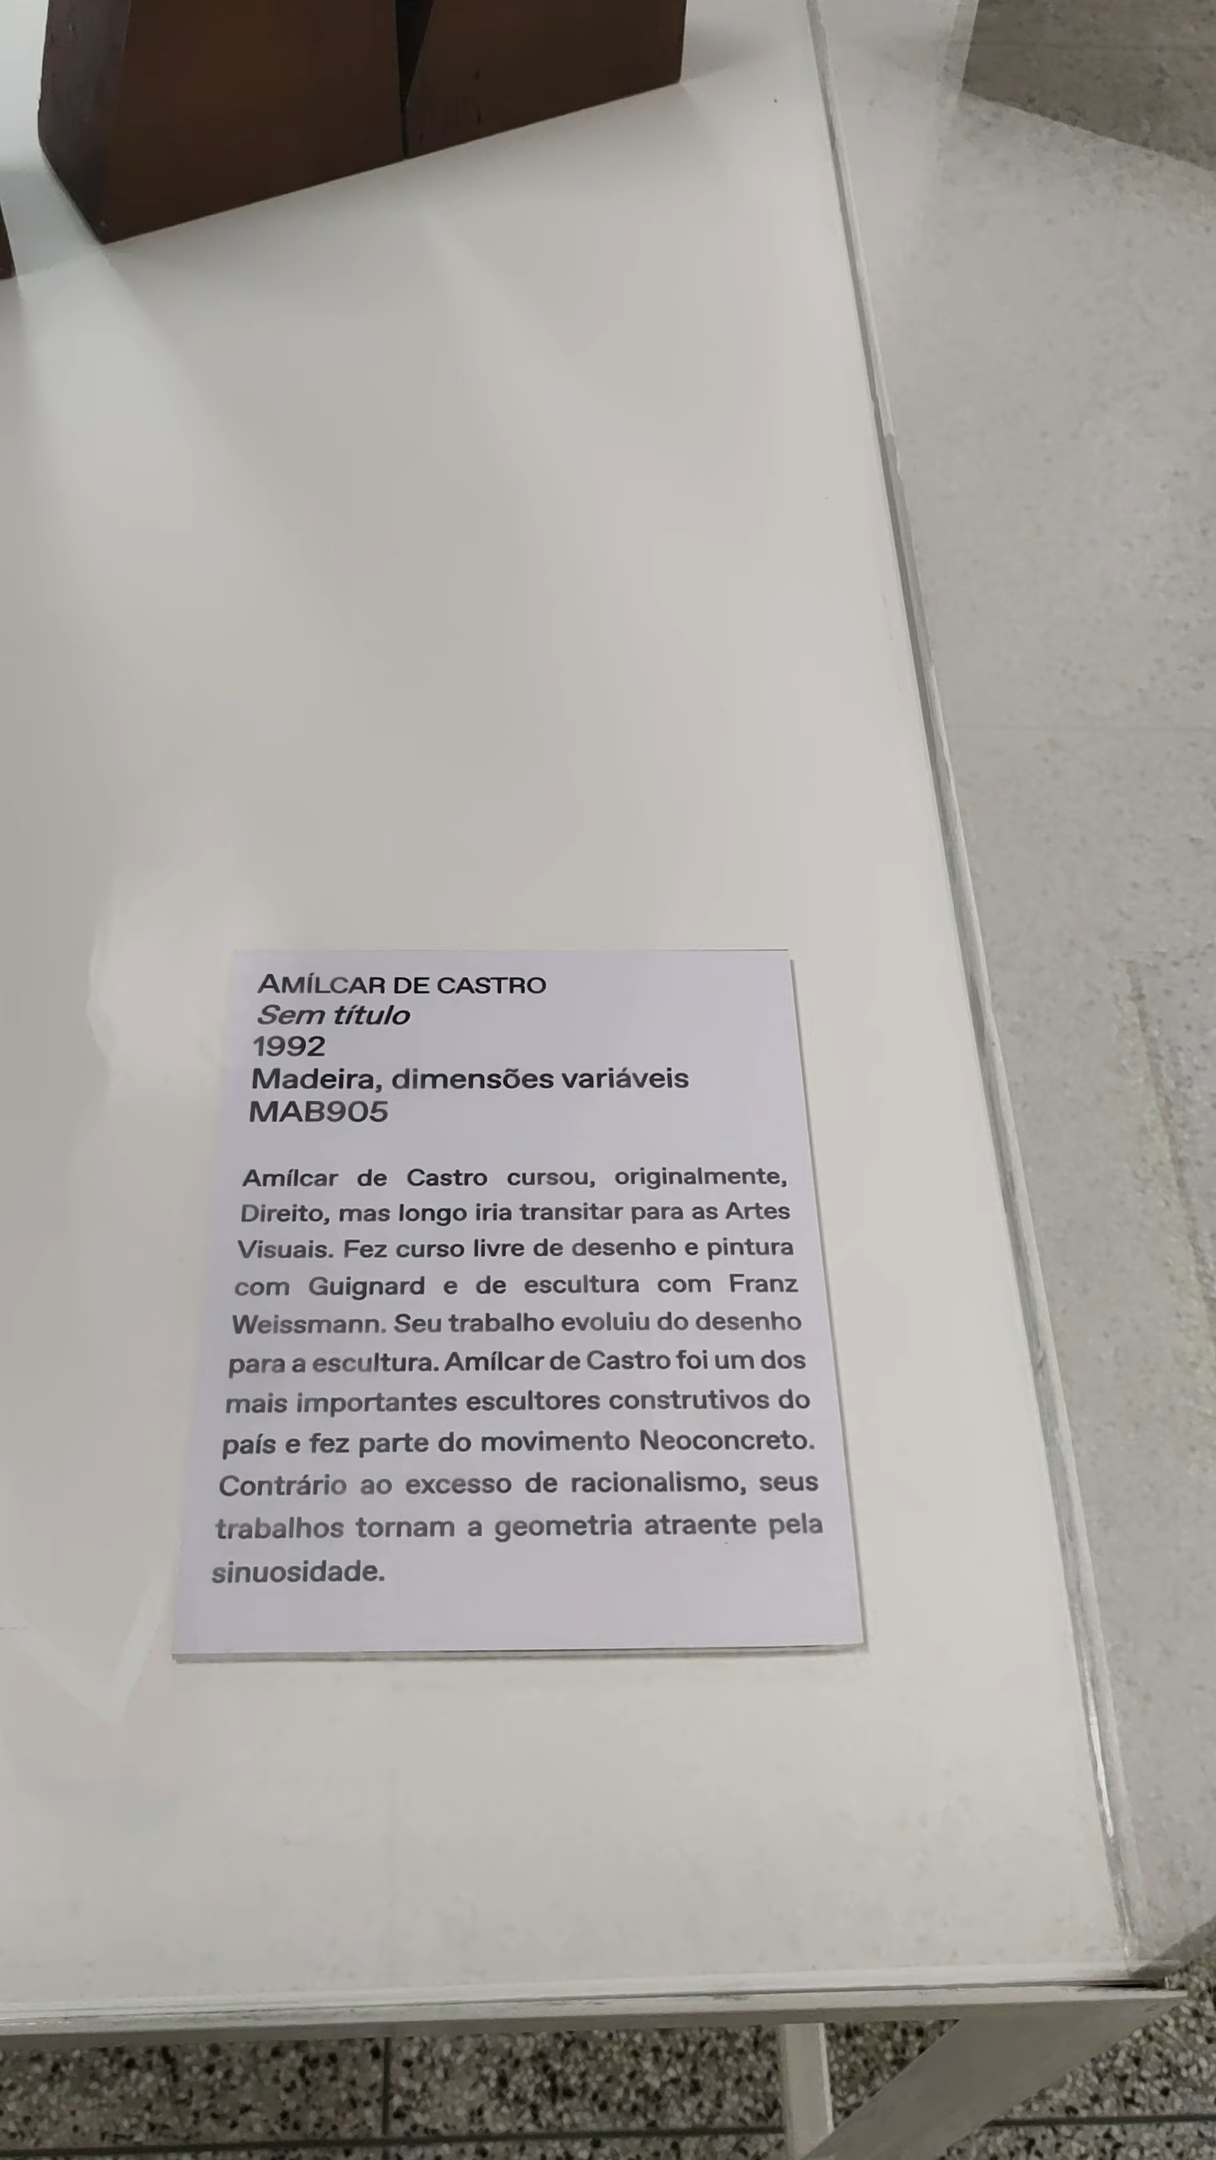 AMÍLCAR DE CASTRO
Sem título
1992
Madeira, dimensões variáveis
MAB905
Amílcar de Castro cursou, originalmente,
Direito, mas longo iria transitar para as Artes
Visuais. Fez curso livre de desenho e pintura
com Guignard e de escultura com Franz
Weissmann. Seu trabalho evoluiu do desenho
para a escultura. Amílcar de Castro foi um dos
mais importantes escultores construtivos do
país e fez parte do movimento Neoconcreto.
Contrário ao excesso de racionalismo, seus
trabalhos tornam a geometria atraente pela
sinuosidade.